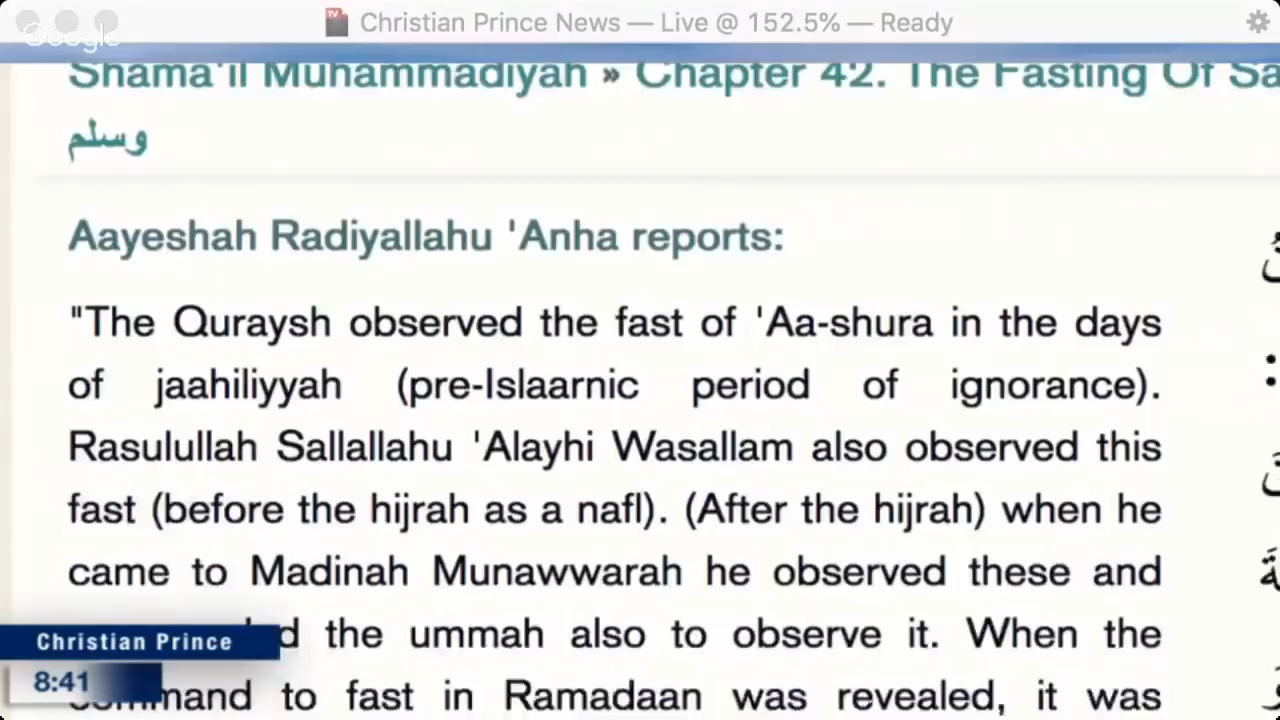 Christian Prince News — Live @ 152.5% — Ready
Google
Shama'il Muhammadiyah » Chapter 42. The Fasting Of Sa
وسلم
Aayeshah Radiyallahu 'Anha reports:
"The Quraysh observed the fast of 'Aa-shura in the days
of jaahiliyyah (pre-Islaarnic period of ignorance).
Rasulullah Sallallahu 'Alayhi Wasallam also observed this
fast (before the hijrah as a nafl). (After the hijrah) when he
came to Madinah Munawwarah he observed these and
the ummah also to observe it. When the
to fast in Ramadaan was revealed, it was
Christian Prince
8:41